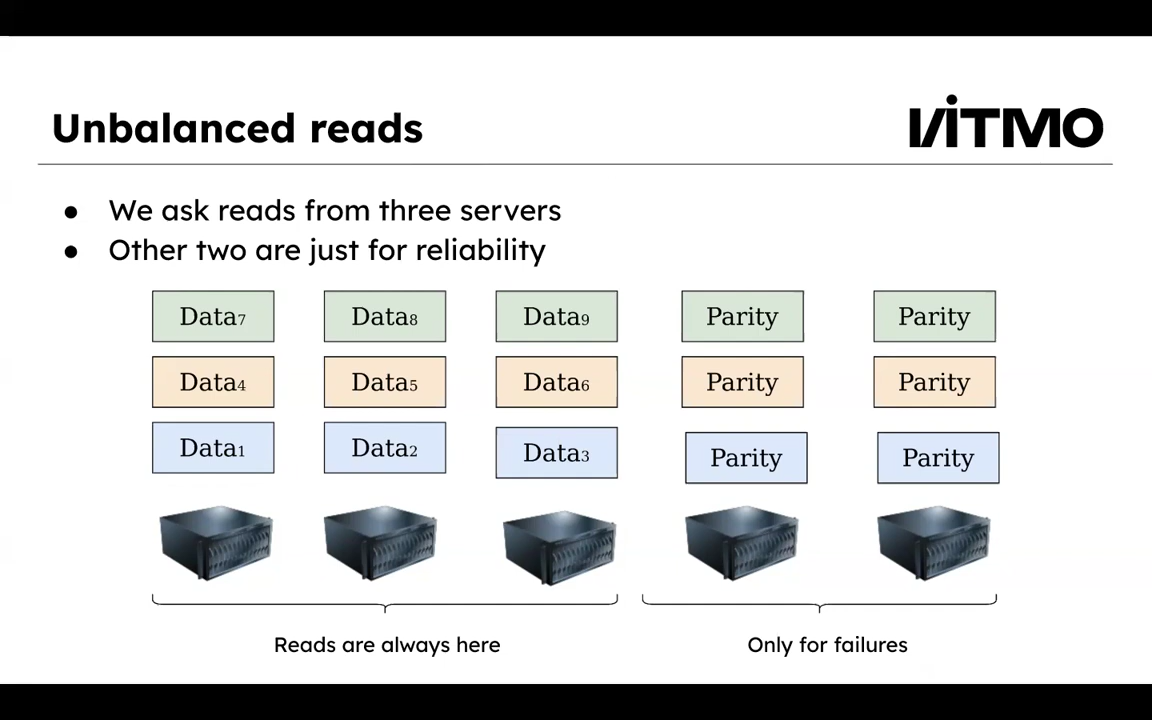 Unbalanced reads
ITMO
● We ask reads from three servers
● Other two are just for reliability
Data₇ Data₈ Data₉ Parity Parity
Data₄ Data₅ Data₆ Parity Parity
Data₁ Data₂ Data₃ Parity Parity
Reads are always here Only for failures